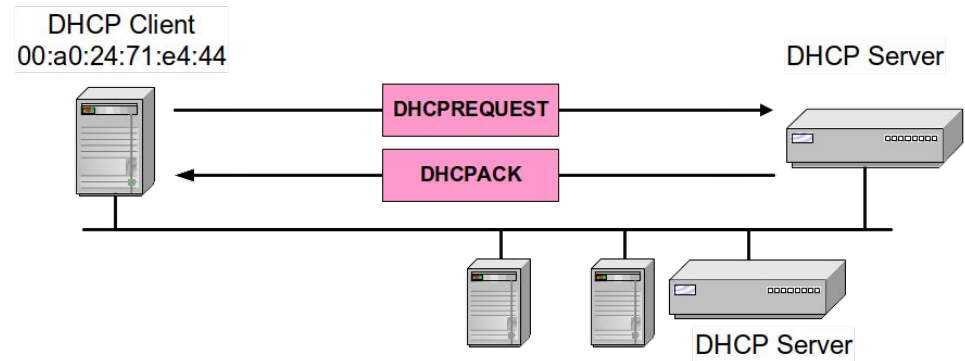 DHCP Client
00:a0:24:71:e4:44
DHCP Server
DHCPREQUEST
DHCPACK
DHCP Server